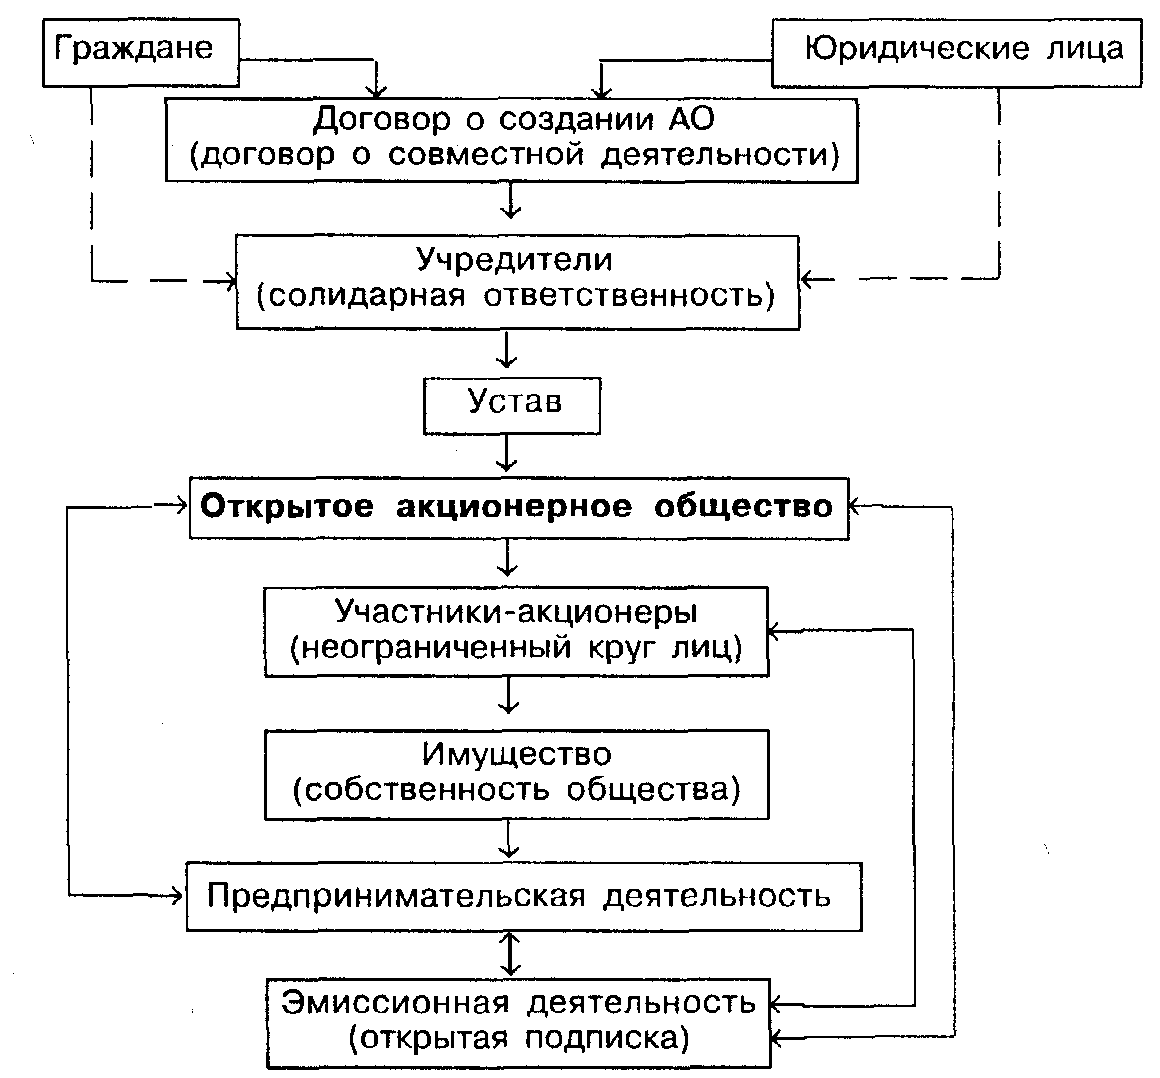 Граждане
Юридические лица
Договор о создании АО
(договор о совместной деятельности)
Учредители
(солидарная ответственность)
Устав
Открытое акционерное общество
Участники-акционеры
(неограниченный круг лиц)
Имущество
(собственность общества)
Предпринимательская деятельность
Эмиссионная деятельность
(открытая подписка)